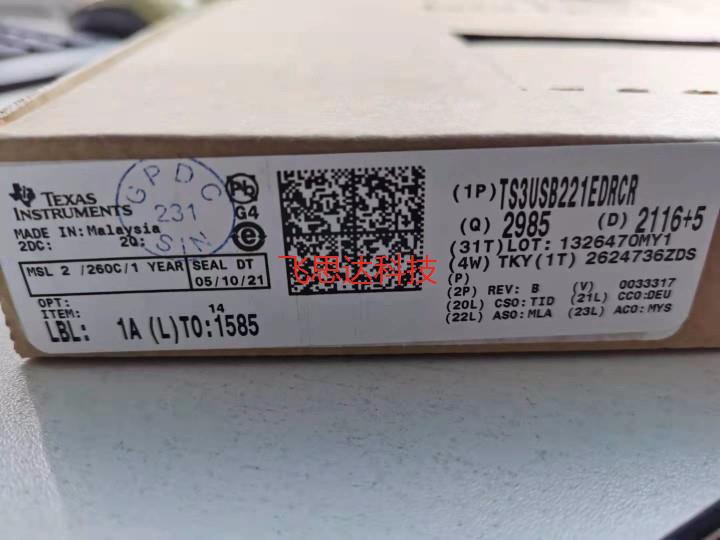 TEXAS
INSTRUMENTS
MADE IN: Malaysia
2DC: 2Q:
GPDC
231
SIN
Pb
G4
e
MSL 2 /260C/1 YEAR
SEAL DT
05/10/21
OPT:
ITEM: 14
LBL: 1A (L)TO:1585
(1P) TS3USB221EDRCR
(Q) 2985 (D) 2116+5
(31T)LOT: 1326470MY1
(4W) TKY(1T) 2624736ZDS
(P)
(2P) REV: B (V) 0033317
(20L) CSO:TID (21L) CCO:DEU
(22L) ASO:MLA (23L) ACO:MYS
飞思达科技